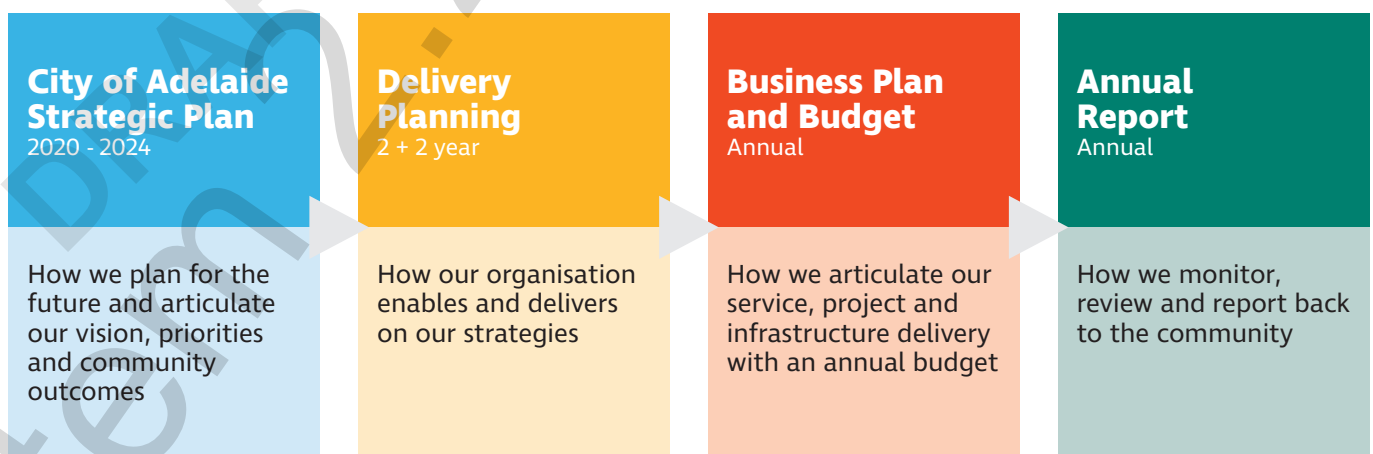 City of Adelaide
Strategic Plan
2020 - 2024
How we plan for the
future and articulate
our vision, priorities
and community
outcomes
Delivery
Planning
2 + 2 year
How our organisation
enables and delivers
on our strategies
Business Plan
and Budget
Annual
How we articulate our
service, project and
infrastructure delivery
with an annual budget
Annual
Report
Annual
How we monitor,
review and report back
to the community